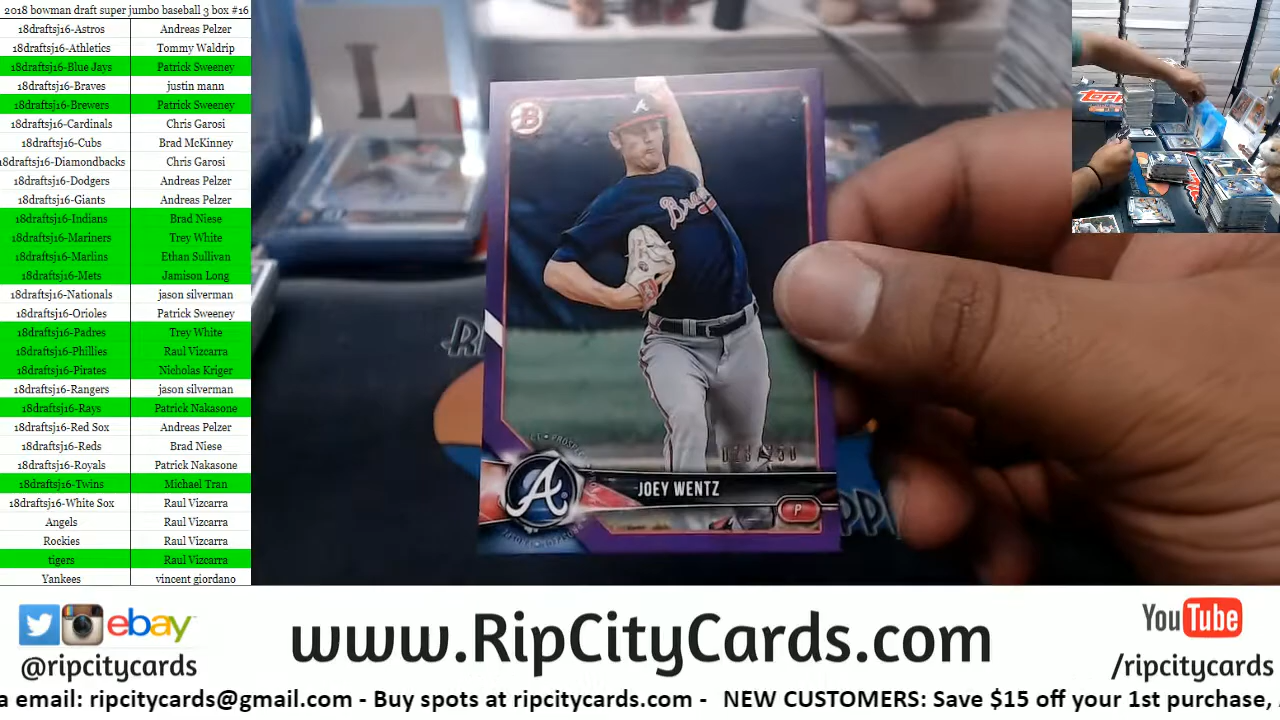 2018 bowman draft super jumbo baseball 3 box #16
18draftsj16-Astros Andreas Pelzer
18draftsj16-Athletics Tommy Waldrip
18draftsj16-Blue Jays Patrick Sweeney
18draftsj16-Braves justin mann
18draftsj16-Brewers Patrick Sweeney
18draftsj16-Cardinals Chris Garosi
18draftsj16-Cubs Brad McKinney
18draftsj16-Diamondbacks Chris Garosi
18draftsj16-Dodgers Andreas Pelzer
18draftsj16-Giants Andreas Pelzer
18draftsj16-Indians Brad Niese
18draftsj16-Mariners Trey White
18draftsj16-Marlins Ethan Sullivan
18draftsj16-Mets Jamison Long
18draftsj16-Nationals jason silverman
18draftsj16-Orioles Patrick Sweeney
18draftsj16-Padres Trey White
18draftsj16-Phillies Raul Vizcarra
18draftsj16-Pirates Nicholas Kriger
18draftsj16-Rangers jason silverman
18draftsj16-Rays Patrick Nakasone
18draftsj16-Red Sox Andreas Pelzer
18draftsj16-Reds Brad Niese
18draftsj16-Royals Patrick Nakasone
18draftsj16-Twins Michael Tran
18draftsj16-White Sox Raul Vizcarra
Angels Raul Vizcarra
Rockies Raul Vizcarra
tigers Raul Vizcarra
Yankees vincent giordano
B
A
Braves
A
JOEY WENTZ
P
Topps
ebay
@ripcitycards
www.RipCityCards.com
YouTube
/ripcitycards
a email: ripcitycards@gmail.com - Buy spots at ripcitycards.com - NEW CUSTOMERS: Save $15 off your 1st purchase,